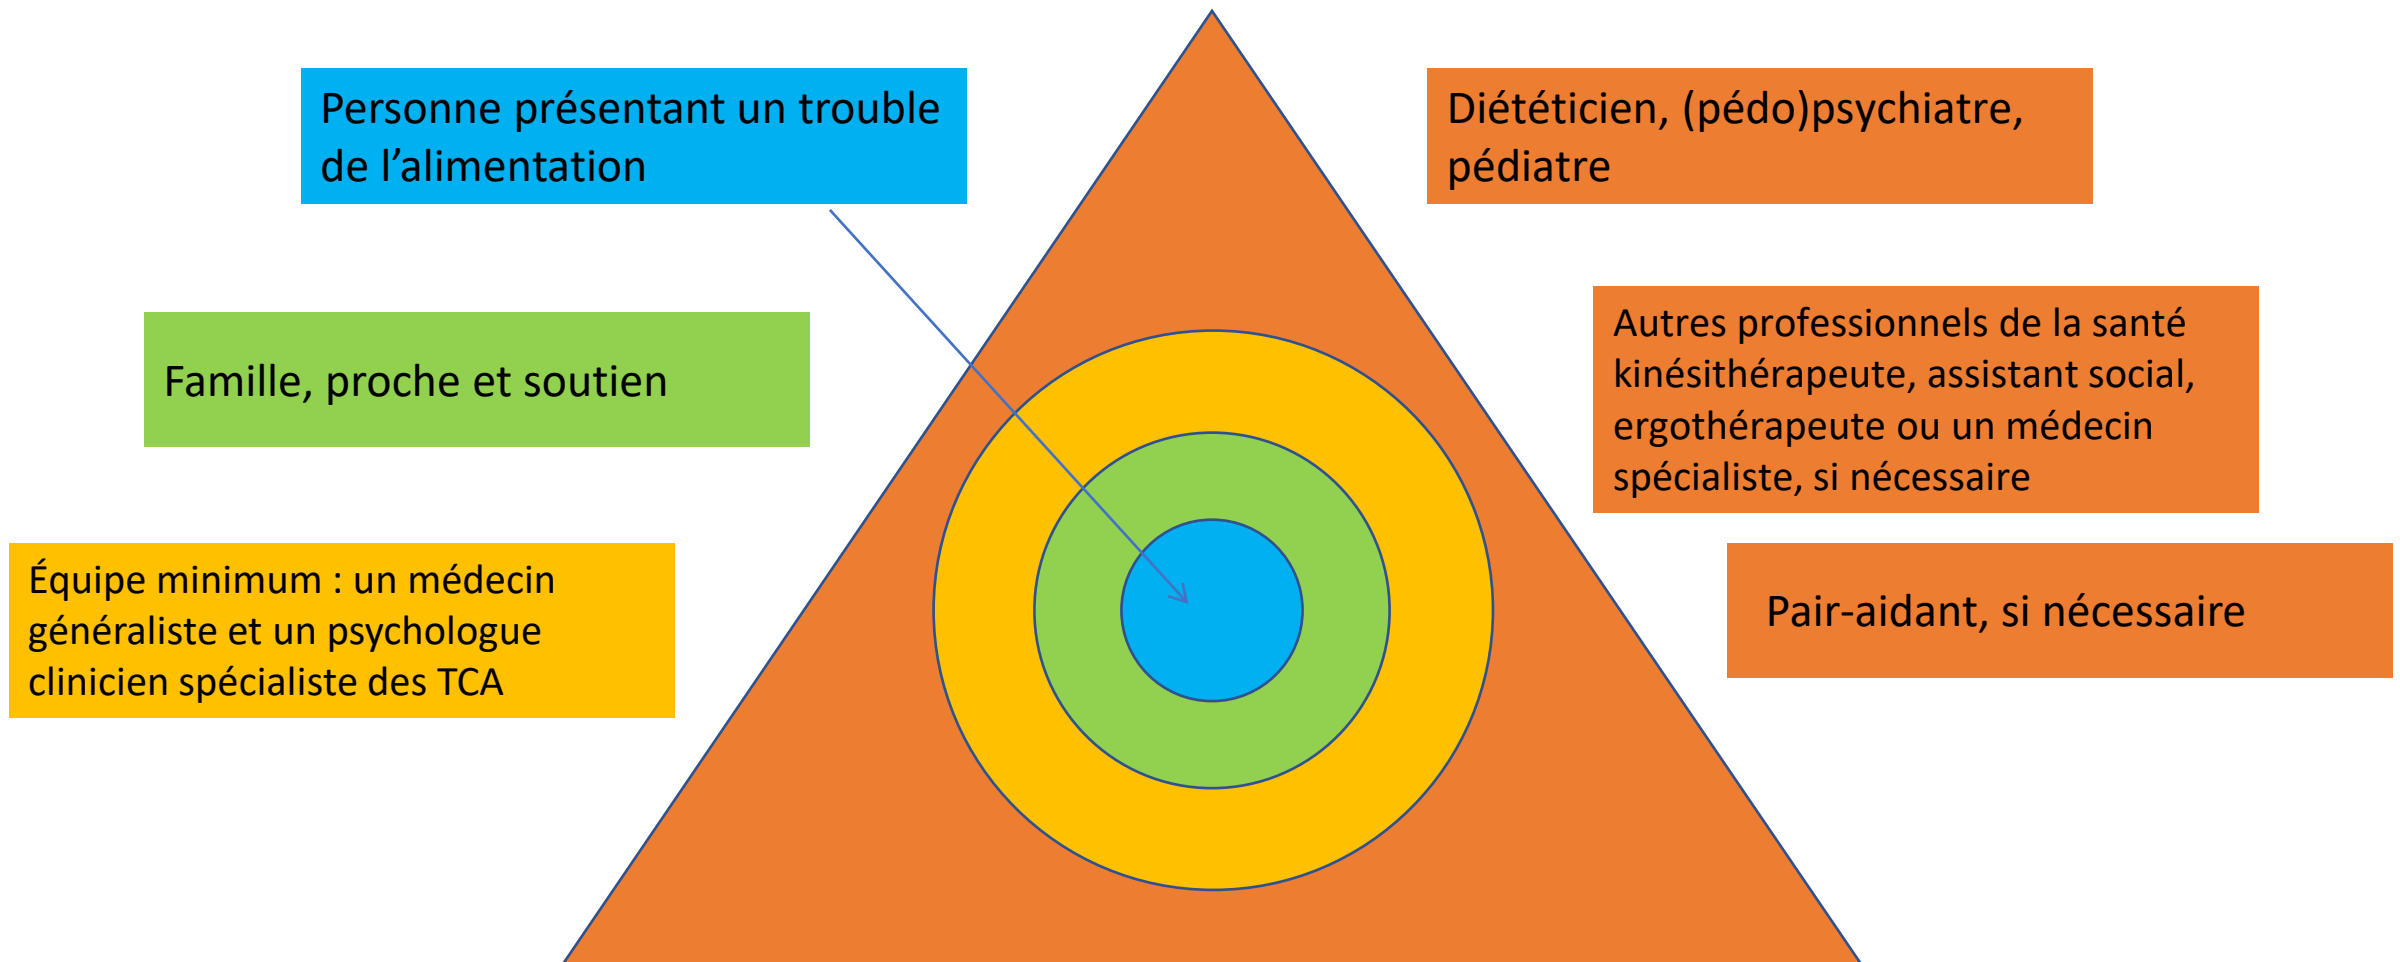 Personne présentant un trouble
de l’alimentation
Diététicien, (pédo)psychiatre,
pédiatre
Famille, proche et soutien
Autres professionnels de la santé
kinésithérapeute, assistant social,
ergothérapeute ou un médecin
spécialiste, si nécessaire
Équipe minimum : un médecin
généraliste et un psychologue
clinicien spécialiste des TCA
Pair-aidant, si nécessaire